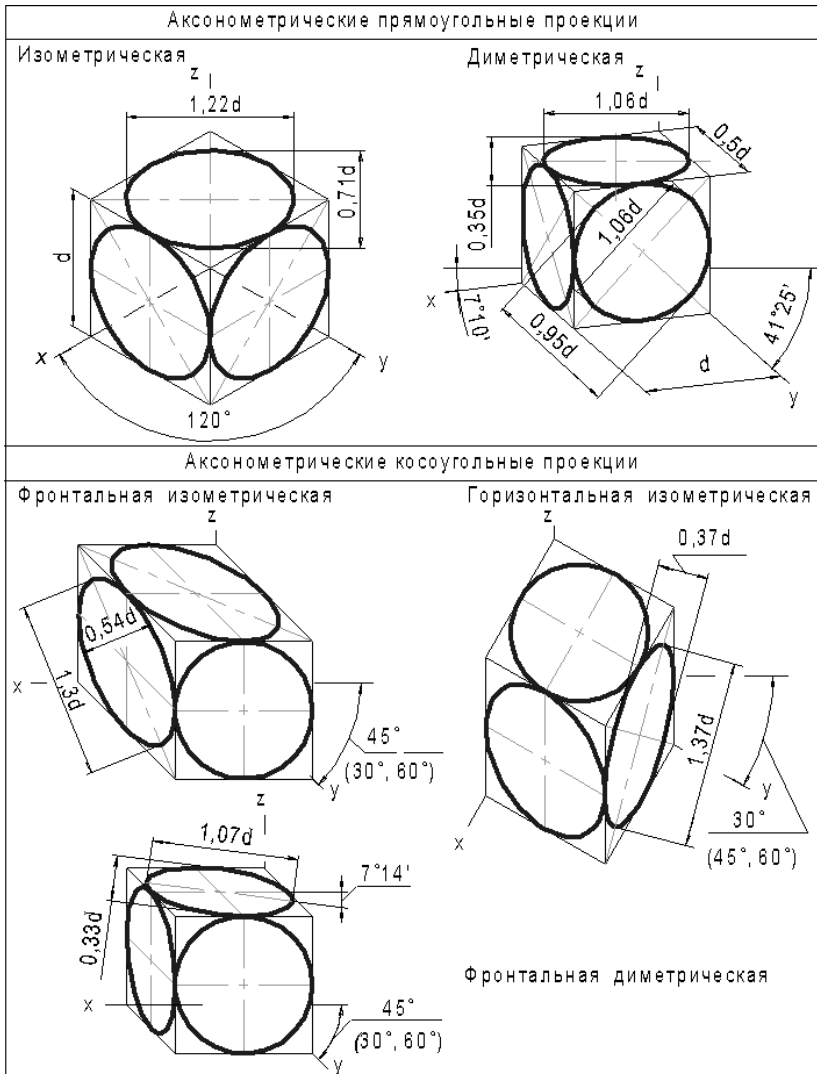 Аксонометрические прямоугольные проекции
Изометрическая
z
1,22d
0,71d
d
x
y
120°
Диметрическая
z
1,06d
0,5d
0,35d
1,06d
x
7°10'
0,95d
d
41°25'
y
Аксонометрические косоугольные проекции
Фронтальная изометрическая
z
0,54d
1,3d
x
45°
(30°, 60°)
y
Горизонтальная изометрическая
z
0,37d
1,37d
x
y
30°
(45°, 60°)
z
1,07d
7°14'
0,33d
x
45°
(30°, 60°)
y
Фронтальная диметрическая